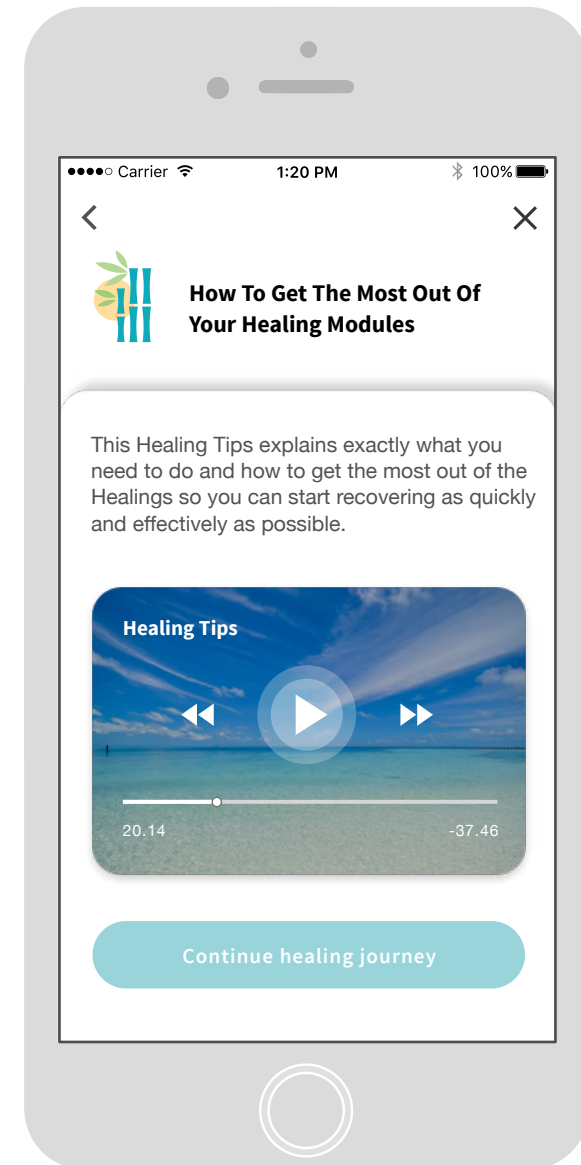 Carrier 1:20 PM 100%
How To Get The Most Out Of
Your Healing Modules
This Healing Tips explains exactly what you
need to do and how to get the most out of the
Healings so you can start recovering as quickly
and effectively as possible.
Healing Tips
20.14 -37.46
Continue healing journey